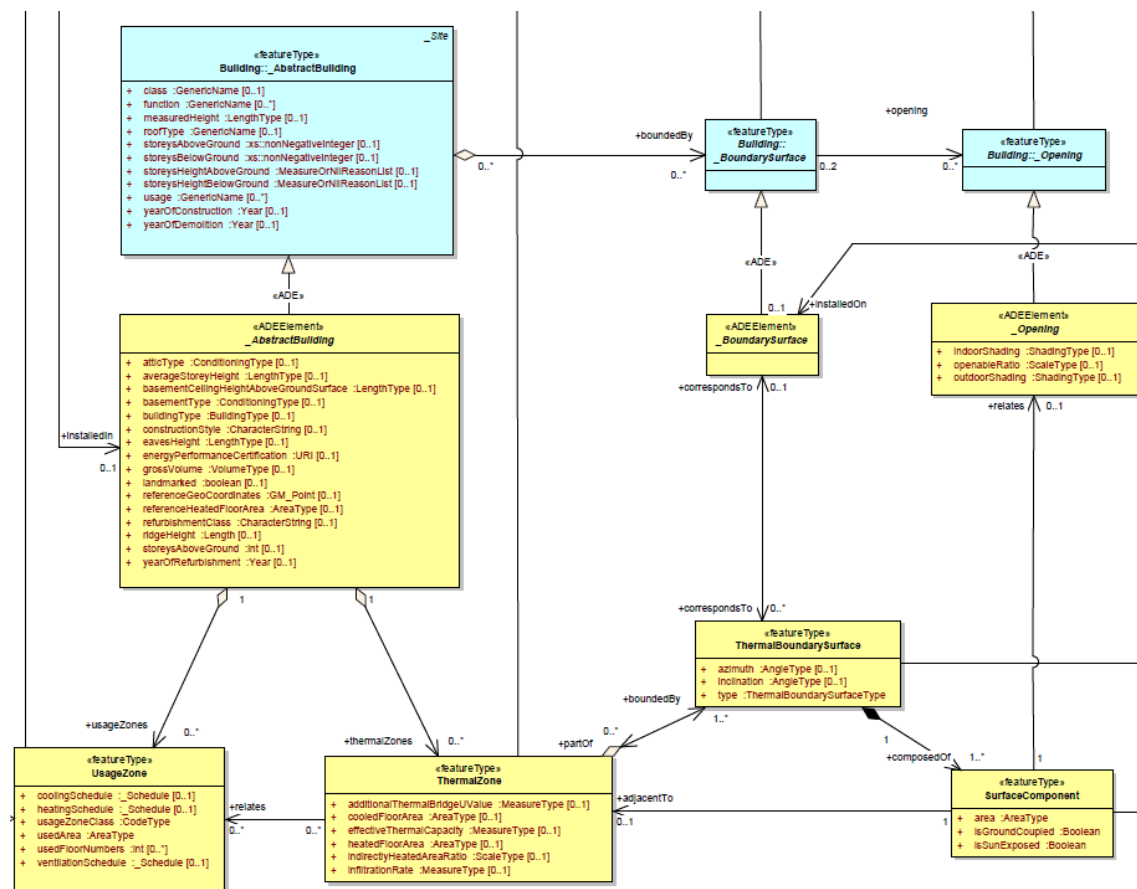 _Site
«featureType»
Building::_AbstractBuilding
+ class :GenericName [0..1]
+ function :GenericName [0..*]
+ measuredHeight :LengthType [0..1]
+ roofType :GenericName [0..1]
+ storeysAboveGround :xs::nonNegativeInteger [0..1]
+ storeysBelowGround :xs::nonNegativeInteger [0..1]
+ storeysHeightAboveGround :MeasureOrNilReasonList [0..1]
+ storeysHeightBelowGround :MeasureOrNilReasonList [0..1]
+ usage :GenericName [0..*]
+ yearOfConstruction :Year [0..1]
+ yearOfDemolition :Year [0..1]
0..*
+boundedBy
0..*
«featureType»
Building::
_BoundarySurface
0..2
+opening
0..*
«featureType»
Building::_Opening
«ADE»
«ADE»
«ADE»
«ADEElement»
_AbstractBuilding
+ atticType :ConditioningType [0..1]
+ averageStoreyHeight :LengthType [0..1]
+ basementCeilingHeightAboveGroundSurface :LengthType [0..1]
+ basementType :ConditioningType [0..1]
+ buildingType :BuildingType [0..1]
+ constructionStyle :CharacterString [0..1]
+ eavesHeight :LengthType [0..1]
+ energyPerformanceCertification :URI [0..1]
+ grossVolume :VolumeType [0..1]
+ landmarked :boolean [0..1]
+ referenceGeoCoordinates :GM_Point [0..1]
+ referenceHeatedFloorArea :AreaType [0..1]
+ refurbishmentClass :CharacterString [0..1]
+ ridgeHeight :Length [0..1]
+ storeysAboveGround :int [0..1]
+ yearOfRefurbishment :Year [0..1]
+installedIn
0..1
0..1
+installedOn
«ADEElement»
_BoundarySurface
+correspondsTo
0..1
«ADEElement»
_Opening
+ indoorShading :ShadingType [0..1]
+ openableRatio :ScaleType [0..1]
+ outdoorShading :ShadingType [0..1]
+relates
0..1
1
1
+correspondsTo
0..*
«featureType»
ThermalBoundarySurface
+ azimuth :AngleType [0..1]
+ inclination :AngleType [0..1]
+ type :ThermalBoundarySurfaceType
+boundedBy
1..*
0..*
+partOf
1
+composedOf
1..*
1
+usageZones
0..*
+thermalZones
0..*
«featureType»
UsageZone
+ coolingSchedule :_Schedule [0..1]
+ heatingSchedule :_Schedule [0..1]
+ usageZoneClass :CodeType
+ usedArea :AreaType
+ usedFloorNumbers :int [0..*]
+ ventilationSchedule :_Schedule [0..1]
+relates
0..*
0..*
«featureType»
ThermalZone
+ additionalThermalBridgeUValue :MeasureType [0..1]
+ cooledFloorArea :AreaType [0..1]
+ effectiveThermalCapacity :MeasureType [0..1]
+ heatedFloorArea :AreaType [0..1]
+ indirectlyHeatedAreaRatio :ScaleType [0..1]
+ infiltrationRate :MeasureType [0..1]
+adjacentTo
0..1
1
«featureType»
SurfaceComponent
+ area :AreaType
+ isGroundCoupled :Boolean
+ isSunExposed :Boolean